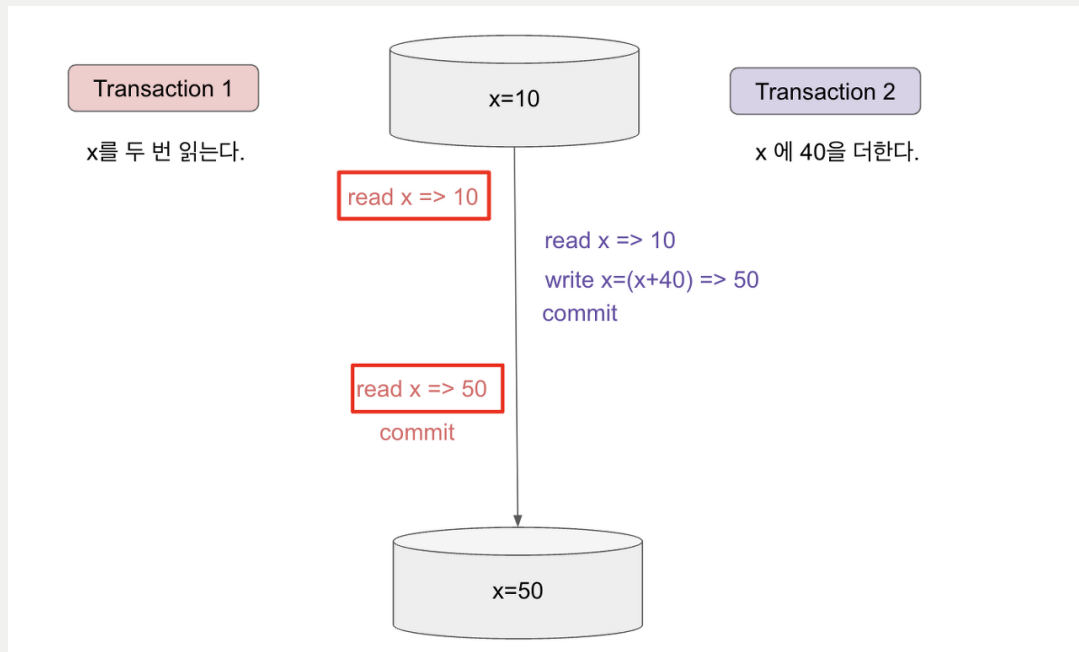 Transaction 1
x=10
Transaction 2
x를 두 번 읽는다.
x 에 40을 더한다.
read x => 10
read x => 10
write x=(x+40) => 50
commit
read x => 50
commit
x=50